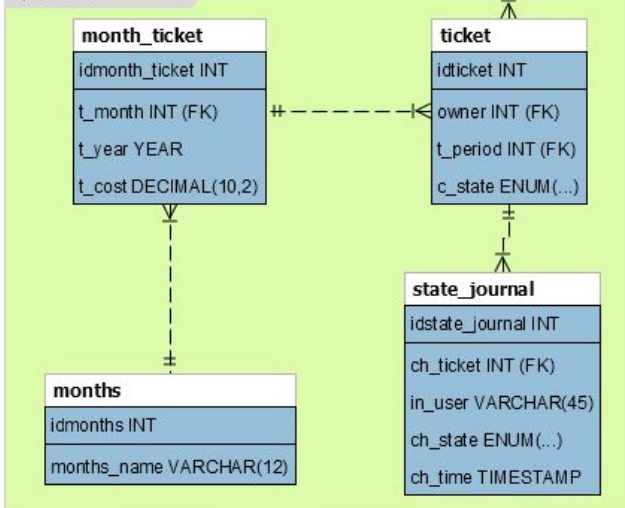 month_ticket
idmonth_ticket INT
t_month INT (FK)
t_year YEAR
t_cost DECIMAL(10,2)
ticket
idticket INT
owner INT (FK)
t_period INT (FK)
c_state ENUM(...)
state_journal
idstate_journal INT
ch_ticket INT (FK)
in_user VARCHAR(45)
ch_state ENUM(...)
ch_time TIMESTAMP
months
idmonths INT
months_name VARCHAR(12)